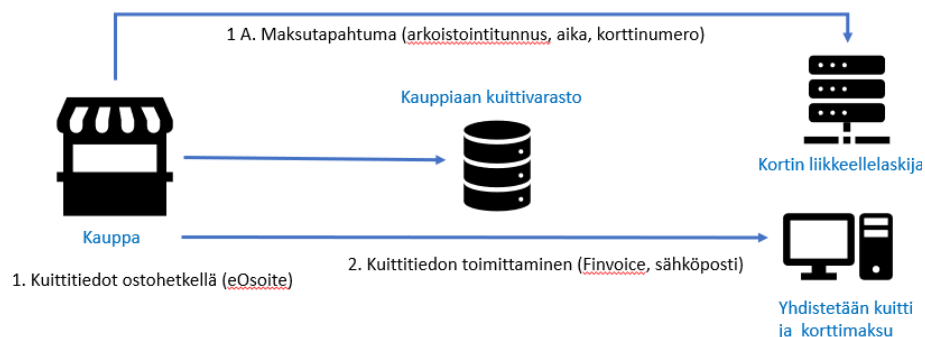 1 A. Maksutapahtuma (arkoistointitunnus, aika, korttinumero)
Kauppiaan kuittivarasto
Kortin liikkeellelaskija
Kauppa
1. Kuittitiedot ostohetkellä (eOsoite)
2. Kuittitiedon toimittaminen (Finvoice, sähköposti)
Yhdistetään kuitti
ja korttimaksu